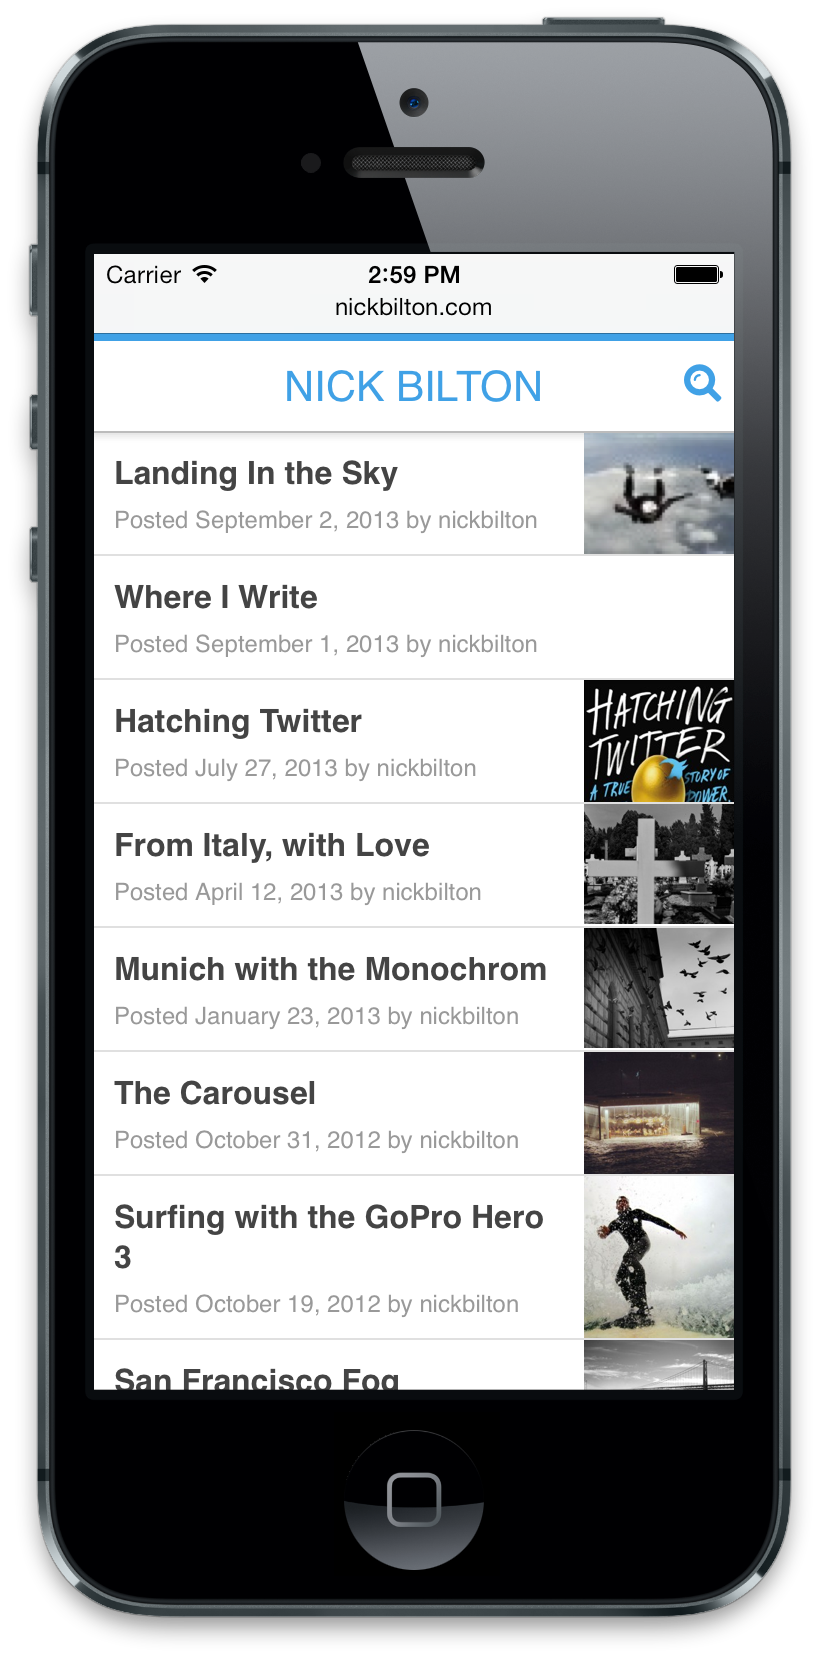 Carrier 2:59 PM
nickbilton.com
NICK BILTON
Landing In the Sky
Posted September 2, 2013 by nickbilton
Where I Write
Posted September 1, 2013 by nickbilton
Hatching Twitter
Posted July 27, 2013 by nickbilton
HATCHING
TWITTER
A TRUE STORY OF
POWER,
From Italy, with Love
Posted April 12, 2013 by nickbilton
Munich with the Monochrom
Posted January 23, 2013 by nickbilton
The Carousel
Posted October 31, 2012 by nickbilton
Surfing with the GoPro Hero
3
Posted October 19, 2012 by nickbilton
San Francisco Fog